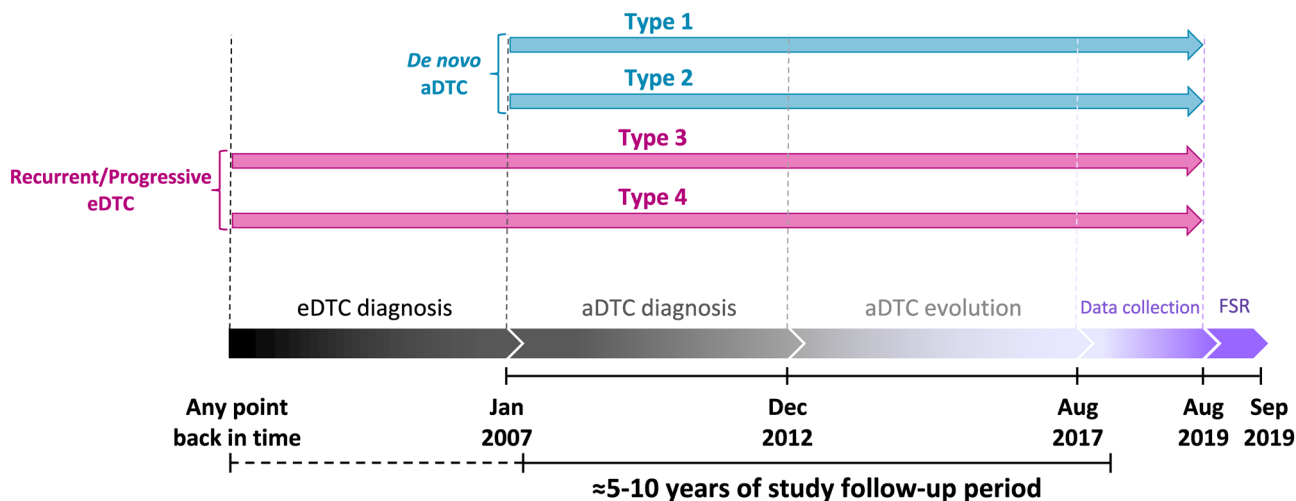 Type 1
De novo
aDTC
Type 2
Type 3
Recurrent/Progressive
eDTC
Type 4
eDTC diagnosis
aDTC diagnosis
aDTC evolution
Data collection
FSR
Any point
back in time
Jan
2007
Dec
2012
Aug
2017
Aug
2019
Sep
2019
≈5-10 years of study follow-up period